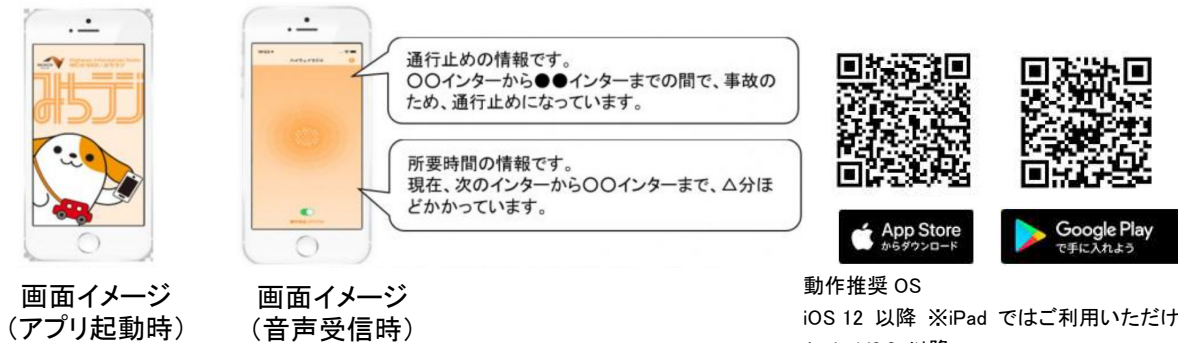 みちラジ
通行止めの情報です。
〇〇インターから●●インターまでの間で、事故の
ため、通行止めになっています。
所要時間の情報です。
現在、次のインターから〇〇インターまで、△分ほ
どかかっています。
App Store
からダウンロード
Google Play
で手に入れよう
画面イメージ
（アプリ起動時）
画面イメージ
（音声受信時）
動作推奨 OS
iOS 12 以降 ※iPad ではご利用いただけ